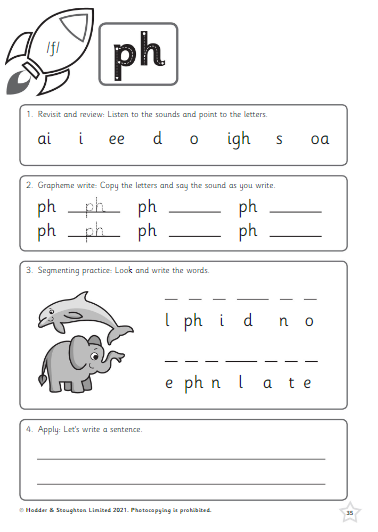 /f/
ph
1. Revisit and review: Listen to the sounds and point to the letters.
ai i ee d o igh s oa
2. Grapheme write: Copy the letters and say the sound as you write.
ph ph ph ph
ph ph ph ph
3. Segmenting practice: Look and write the words.
l ph i d n o
e ph n l a t e
4. Apply: Let's write a sentence.
© Hodder & Stoughton Limited 2021. Photocopying is prohibited.
35